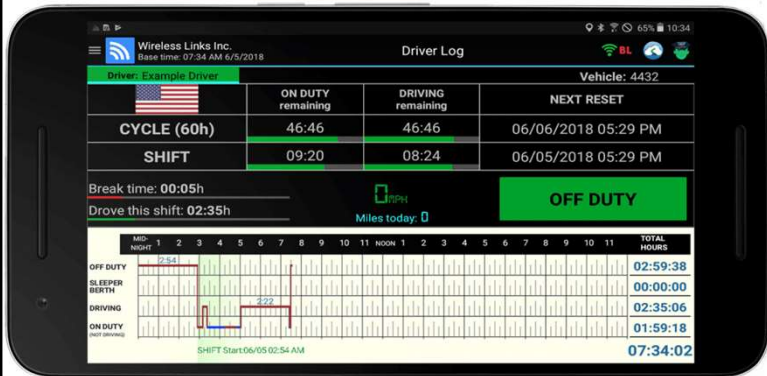 65% 10:34
Wireless Links Inc.
Base time: 07:34 AM 6/5/2018
Driver Log
BL
Driver: Example Driver
Vehicle: 4432
ON DUTY remaining
DRIVING remaining
NEXT RESET
CYCLE (60h) 46:46 46:46 06/06/2018 05:29 PM
SHIFT 09:20 08:24 06/05/2018 05:29 PM
Break time: 00:05h
Drove this shift: 02:35h
0 MPH
Miles today: 0
OFF DUTY
MID-NIGHT 1 2 3 4 5 6 7 8 9 10 11 NOON 1 2 3 4 5 6 7 8 9 10 11 TOTAL HOURS
OFF DUTY 2:54 02:59:38
SLEEPER BERTH 00:00:00
DRIVING 2:22 02:35:06
ON DUTY (NOT DRIVING) 01:59:18
SHIFT Start:06/05 02:54 AM 07:34:02